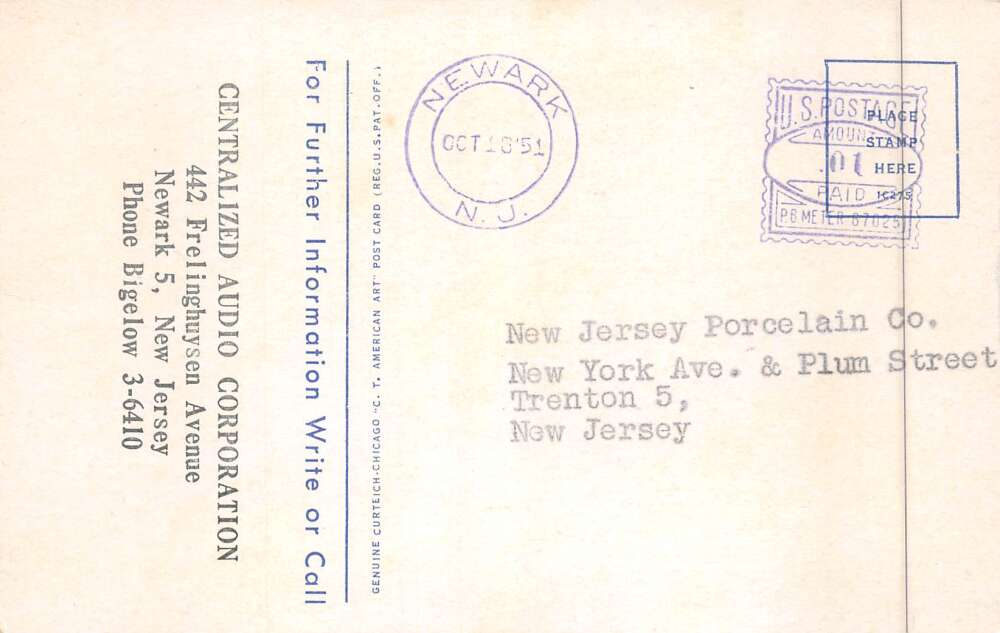 CENTRALIZED AUDIO CORPORATION
442 Frelinghuysen Avenue
Newark 5, New Jersey
Phone Bigelow 3-6410
For Further Information Write or Call
GENUINE CURTEICH-CHICAGO "C. T. AMERICAN ART" POST CARD (REG. U. S. PAT. OFF.)
NEWARK
OCT 18 '51
N. J.
U. S. POSTAGE
AMOUNT
.01
PAID
P.B METER 67025
PLACE
STAMP
HERE
New Jersey Porcelain Co.
New York Ave. & Plum Street
Trenton 5,
New Jersey